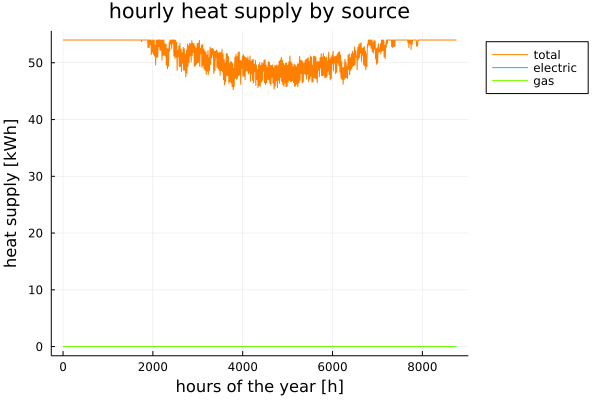 hourly heat supply by source
heat supply [kWh]
50
40
30
20
10
0
0 2000 4000 6000 8000
hours of the year [h]
total
electric
gas